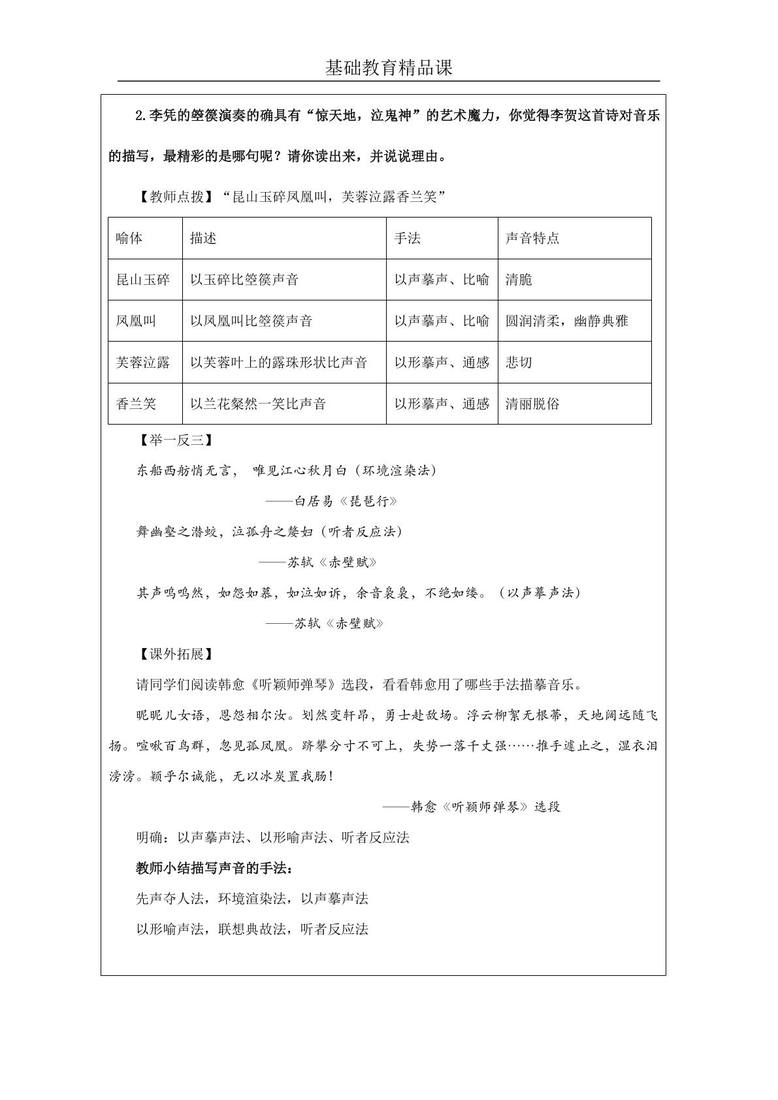 基础教育精品课
2.李凭的箜篌演奏的确具有“惊天地，泣鬼神”的艺术魔力，你觉得李贺这首诗对音乐
的描写，最精彩的是哪句呢？请你读出来，并说说理由。
【教师点拨】“昆山玉碎凤凰叫，芙蓉泣露香兰笑”
喻体 描述 手法 声音特点
昆山玉碎 以玉碎比箜篌声音 以声摹声、比喻 清脆
凤凰叫 以凤凰叫比箜篌声音 以声摹声、比喻 圆润清柔，幽静典雅
芙蓉泣露 以芙蓉叶上的露珠形状比声音 以形摹声、通感 悲切
香兰笑 以兰花粲然一笑比声音 以形摹声、通感 清丽脱俗
【举一反三】
东船西舫悄无言， 唯见江心秋月白（环境渲染法）
——白居易《琵琶行》
舞幽壑之潜蛟，泣孤舟之嫠妇（听者反应法）
——苏轼《赤壁赋》
其声呜呜然，如怨如慕，如泣如诉，余音袅袅，不绝如缕。（以声摹声法）
——苏轼《赤壁赋》
【课外拓展】
请同学们阅读韩愈《听颖师弹琴》选段，看看韩愈用了哪些手法描摹音乐。
昵昵儿女语，恩怨相尔汝。划然变轩昂，勇士赴敌场。浮云柳絮无根蒂，天地阔远随飞
扬。喧啾百鸟群，忽见孤凤凰。跻攀分寸不可上，失势一落千丈强……推手遽止之，湿衣泪
滂滂。颖乎尔诚能，无以冰炭置我肠！
——韩愈《听颖师弹琴》选段
明确：以声摹声法、以形喻声法、听者反应法
教师小结描写声音的手法：
先声夺人法，环境渲染法，以声摹声法
以形喻声法，联想典故法，听者反应法